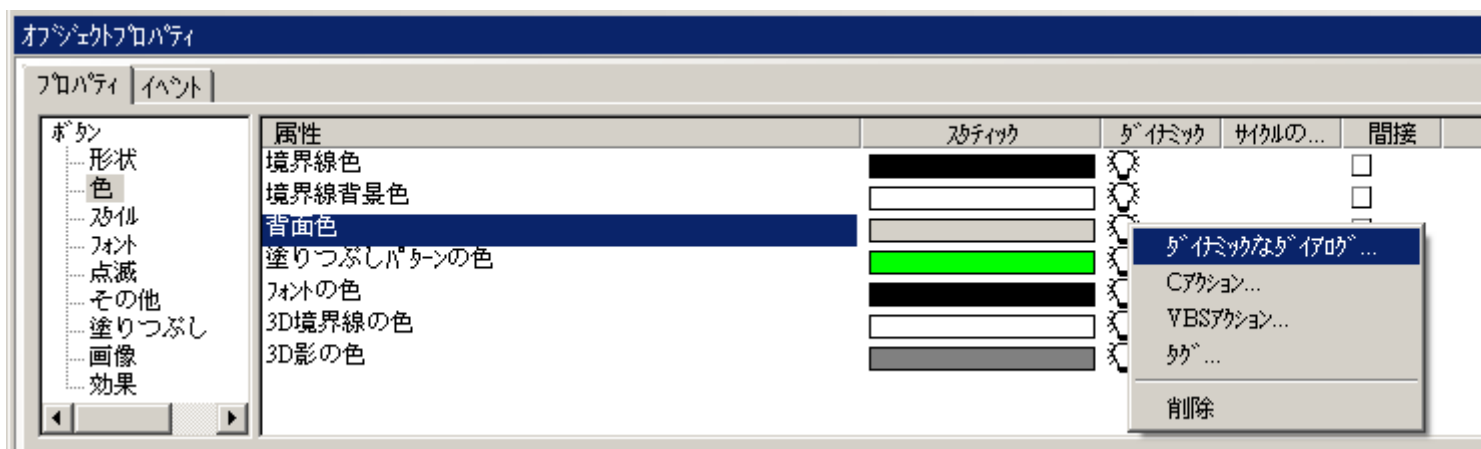 ｵﾌﾞｼﾞｪｸﾄﾌﾟﾛﾊﾟﾃｨ
ﾌﾟﾛﾊﾟﾃｨ ｲﾍﾞﾝﾄ
ﾎﾞﾀﾝ
形状
色
ｽﾀｲﾙ
ﾌｫﾝﾄ
点滅
その他
塗りつぶし
画像
効果
属性 ｽﾀﾃｨｯｸ ﾀﾞｲﾅﾐｯｸ ｻｲｸﾙの... 間接
境界線色
境界線背景色
背面色
塗りつぶしﾊﾟﾀｰﾝの色
ﾌｫﾝﾄの色
3D境界線の色
3D影の色
ﾀﾞｲﾅﾐｯｸなﾀﾞｲｱﾛｸﾞ...
Cｱｸｼｮﾝ...
VBSｱｸｼｮﾝ...
ﾀｸﾞ...
削除